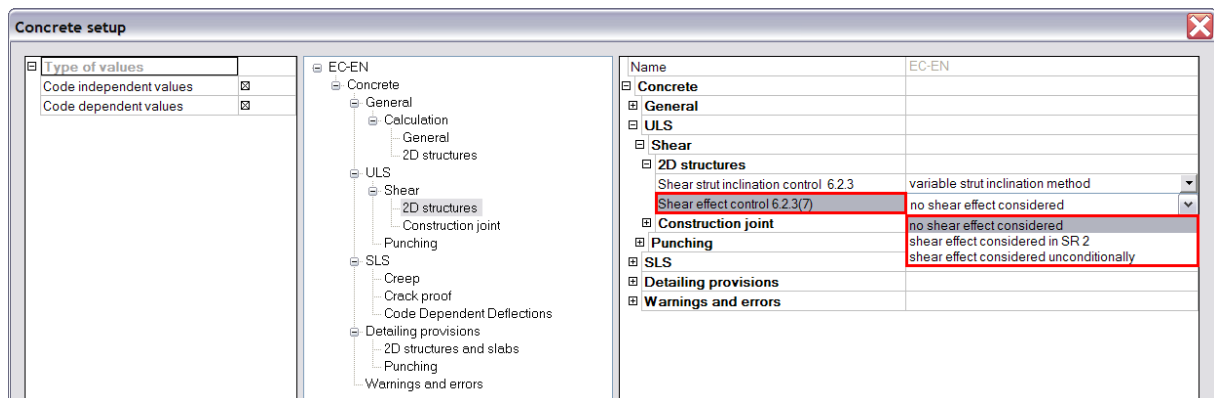 Concrete setup
Type of values
Code independent values
Code dependent values
EC-EN
Concrete
General
Calculation
General
2D structures
ULS
Shear
2D structures
Construction joint
Punching
SLS
Creep
Crack proof
Code Dependent Deflections
Detailing provisions
2D structures and slabs
Punching
Warnings and errors
Name EC-EN
Concrete
General
ULS
Shear
2D structures
Shear strut inclination control 6.2.3 variable strut inclination method
Shear effect control 6.2.3(7) no shear effect considered
Construction joint no shear effect considered
Punching shear effect considered in SR 2
SLS shear effect considered unconditionally
Detailing provisions
Warnings and errors